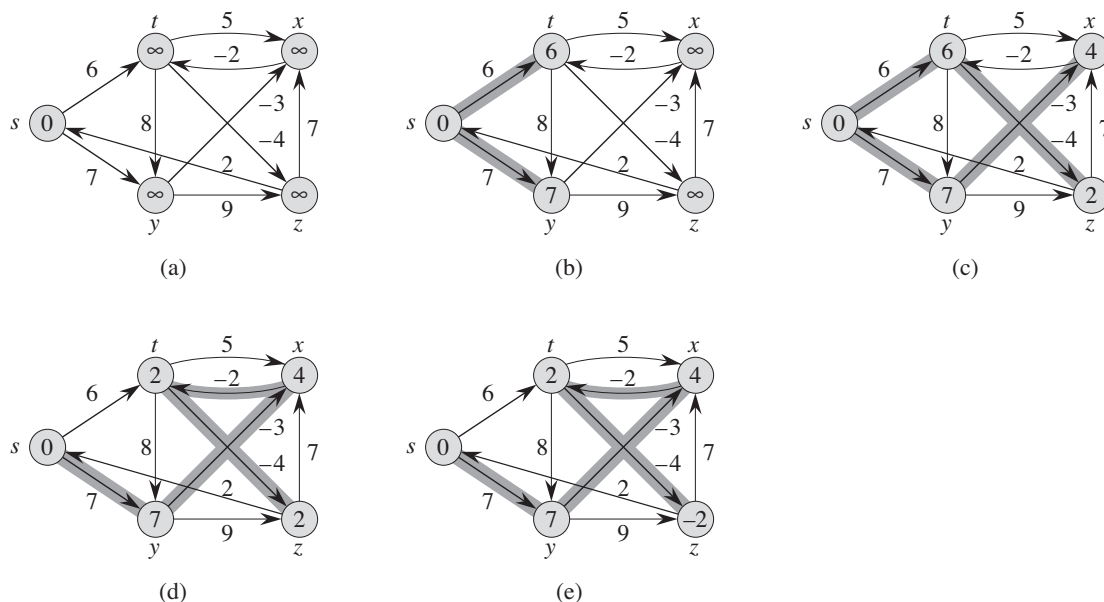 t 5 x
∞ –2 ∞
6 –3
s 0 8 –4 7
7 2
∞ 9 ∞
y z
(a)
t 5 x
6 –2 ∞
6 –3
s 0 8 –4 7
7 2
7 9 ∞
y z
(b)
t 5 x
6 –2 4
6 –3
s 0 8 –4 7
7 2
7 9 2
y z
(c)
t 5 x
2 –2 4
6 –3
s 0 8 –4 7
7 2
7 9 2
y z
(d)
t 5 x
2 –2 4
6 –3
s 0 8 –4 7
7 2
7 9 –2
y z
(e)